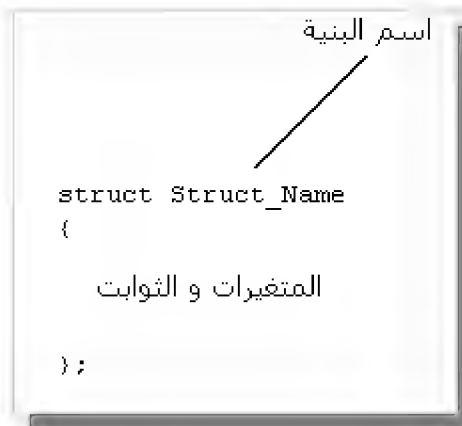 اسم البنية
struct Struct_Name
{
المتغيرات و الثوابت
};